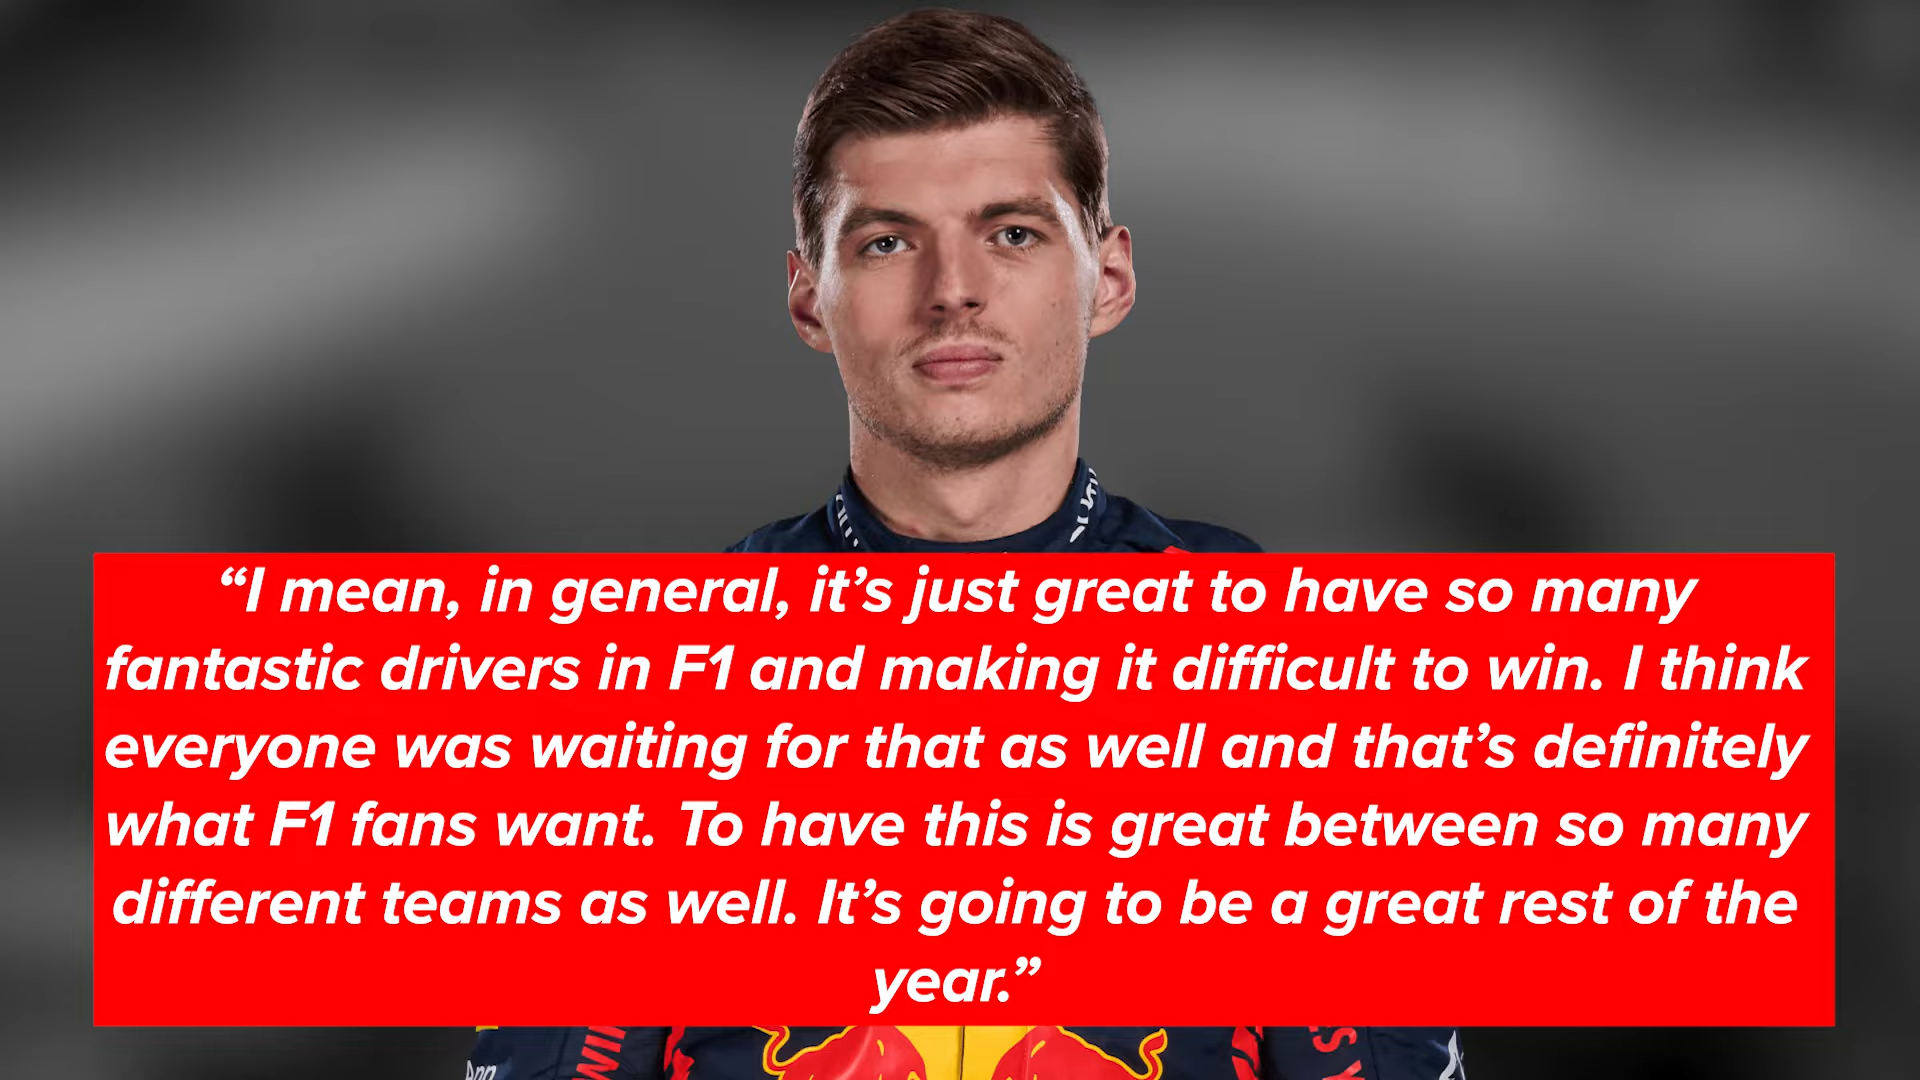 “I mean, in general, it’s just great to have so many
fantastic drivers in F1 and making it difficult to win. I think
everyone was waiting for that as well and that’s definitely
what F1 fans want. To have this is great between so many
different teams as well. It’s going to be a great rest of the
year.”